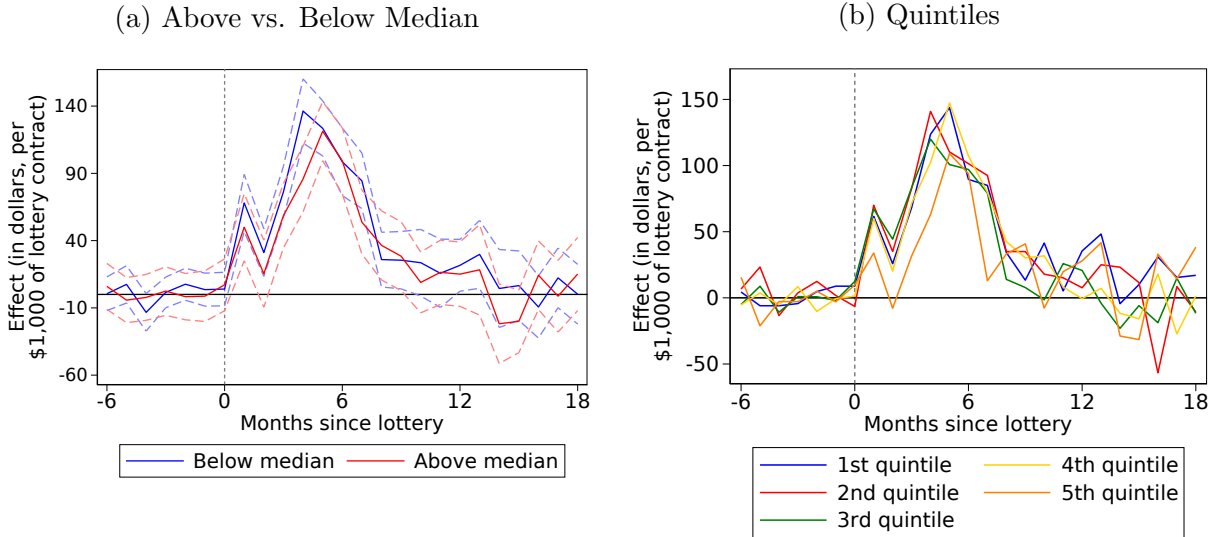 (a) Above vs. Below Median
Effect (in dollars, per
$1,000 of lottery contract)
140
90
40
-10
-60
-6
0
6
12
18
Months since lottery
Below median
Above median
(b) Quintiles
Effect (in dollars, per
$1,000 of lottery contract)
150
100
50
0
-50
-6
0
6
12
18
Months since lottery
1st quintile
4th quintile
2nd quintile
5th quintile
3rd quintile